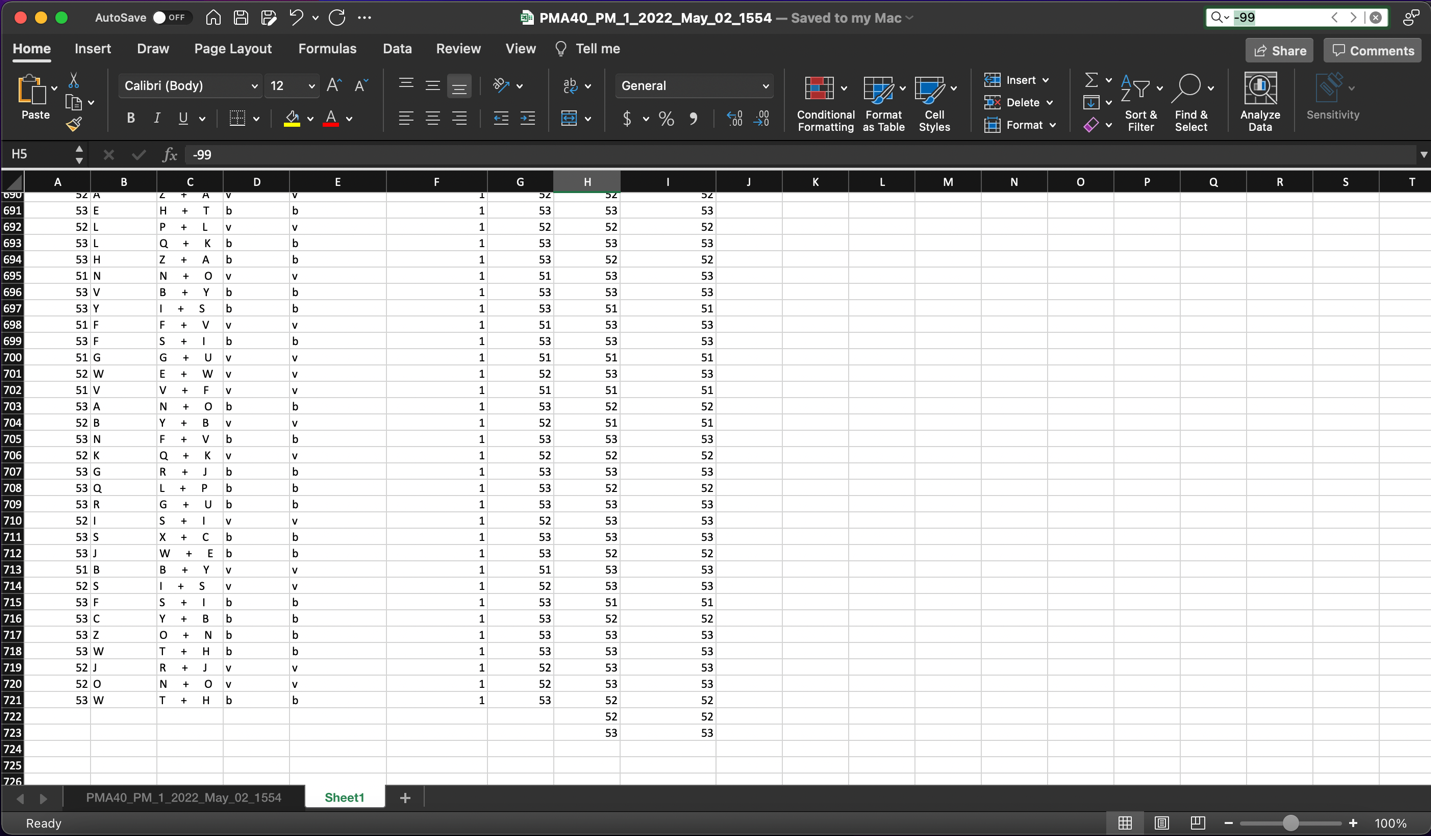 AutoSave OFF PMA40_PM_1_2022_May_02_1554 — Saved to my Mac -99
Home Insert Draw Page Layout Formulas Data Review View Tell me Share Comments
Paste Calibri (Body) 12 General Conditional Formatting Format as Table Cell Styles Insert Delete Format Sort & Filter Find & Select Analyze Data Sensitivity
B I U A $ % 9
H5 fx -99
A B C D E F G H I J K L M N O P Q R S T
690 52 A Z + A v v 1 52 52 52
691 53 E H + T b b 1 53 53 53
692 52 L P + L v v 1 52 52 52
693 53 L Q + K b b 1 53 53 53
694 53 H Z + A b b 1 53 52 52
695 51 N N + O v v 1 51 53 53
696 53 V B + Y b b 1 53 53 53
697 53 Y I + S b b 1 53 51 51
698 51 F F + V v v 1 51 53 53
699 53 F S + I b b 1 53 53 53
700 51 G G + U v v 1 51 51 51
701 52 W E + W v v 1 52 53 53
702 51 V V + F v v 1 51 51 51
703 53 A N + O b b 1 53 52 52
704 52 B Y + B v v 1 52 51 51
705 53 N F + V b b 1 53 53 53
706 52 K Q + K v v 1 52 52 52
707 53 G R + J b b 1 53 53 53
708 53 Q L + P b b 1 53 52 52
709 53 R G + U b b 1 53 53 53
710 52 I S + I v v 1 52 53 53
711 53 S X + C b b 1 53 53 53
712 53 J W + E b b 1 53 52 52
713 51 B B + Y v v 1 51 53 53
714 52 S I + S v v 1 52 53 53
715 53 F S + I b b 1 53 51 51
716 53 C Y + B b b 1 53 52 52
717 53 Z O + N b b 1 53 53 53
718 53 W T + H b b 1 53 53 53
719 52 J R + J v v 1 52 53 53
720 52 O N + O v v 1 52 53 53
721 53 W T + H b b 1 53 52 52
722 52 52
723 53 53
724
725
726
PMA40_PM_1_2022_May_02_1554 Sheet1 +
Ready 100%